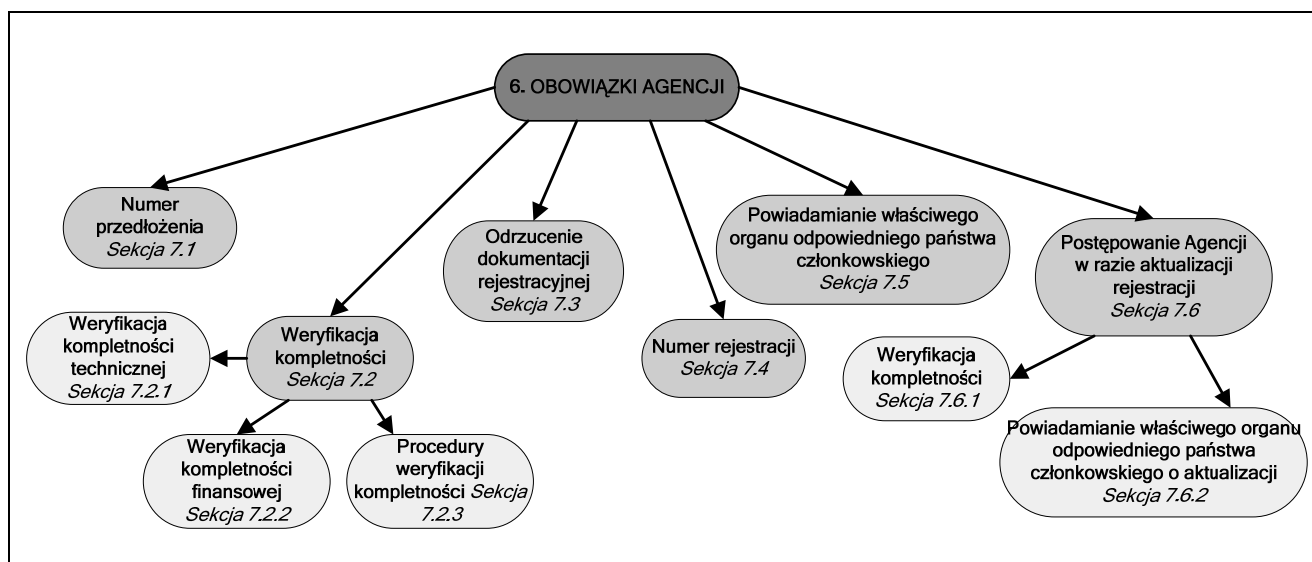 6. OBOWIĄZKI AGENCJI
Numer
przedłożenia
Sekcja 7.1
Weryfikacja
kompletności
Sekcja 7.2
Odrzucenie
dokumentacji
rejestracyjnej
Sekcja 7.3
Numer rejestracji
Sekcja 7.4
Powiadamianie właściwego
organu odpowiedniego państwa
członkowskiego
Sekcja 7.5
Postępowanie Agencji
w razie aktualizacji
rejestracji
Sekcja 7.6
Weryfikacja
kompletności
technicznej
Sekcja 7.2.1
Weryfikacja
kompletności
finansowej
Sekcja 7.2.2
Procedury
weryfikacji
kompletności Sekcja
7.2.3
Weryfikacja
kompletności
Sekcja 7.6.1
Powiadamianie właściwego organu
odpowiedniego państwa
członkowskiego o aktualizacji
Sekcja 7.6.2